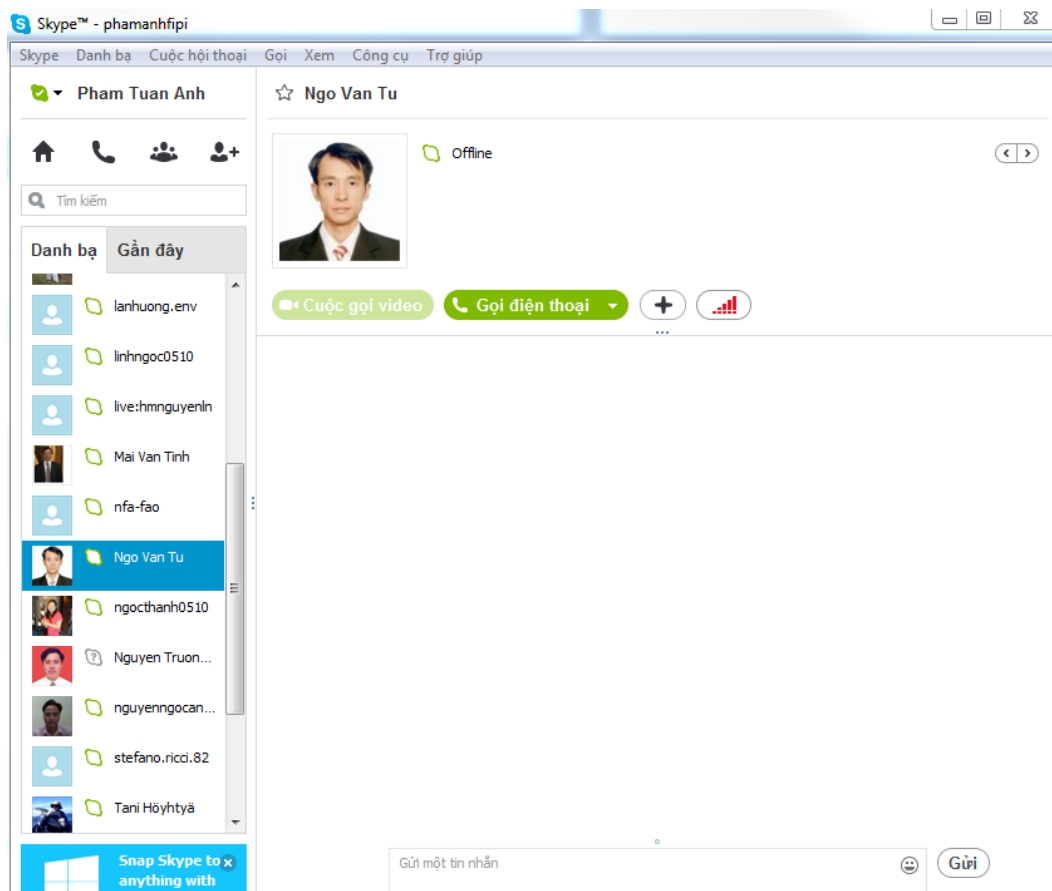 Skype™ - phamanhfipi
Skype Danh bạ Cuộc hội thoại Gọi Xem Công cụ Trợ giúp
Pham Tuan Anh
Tìm kiếm
Danh bạ Gần đây
lanhuong.env
linhngoc0510
live:hmnguyenln
Mai Van Tinh
nfa-fao
Ngo Van Tu
ngocthanh0510
Nguyen Truon...
nguyenngocan...
stefano.ricci.82
Tani Höyhtyä
Snap Skype to
anything with
Ngo Van Tu
Offline
Cuộc gọi video
Gọi điện thoại
Gửi một tin nhắn
Gửi